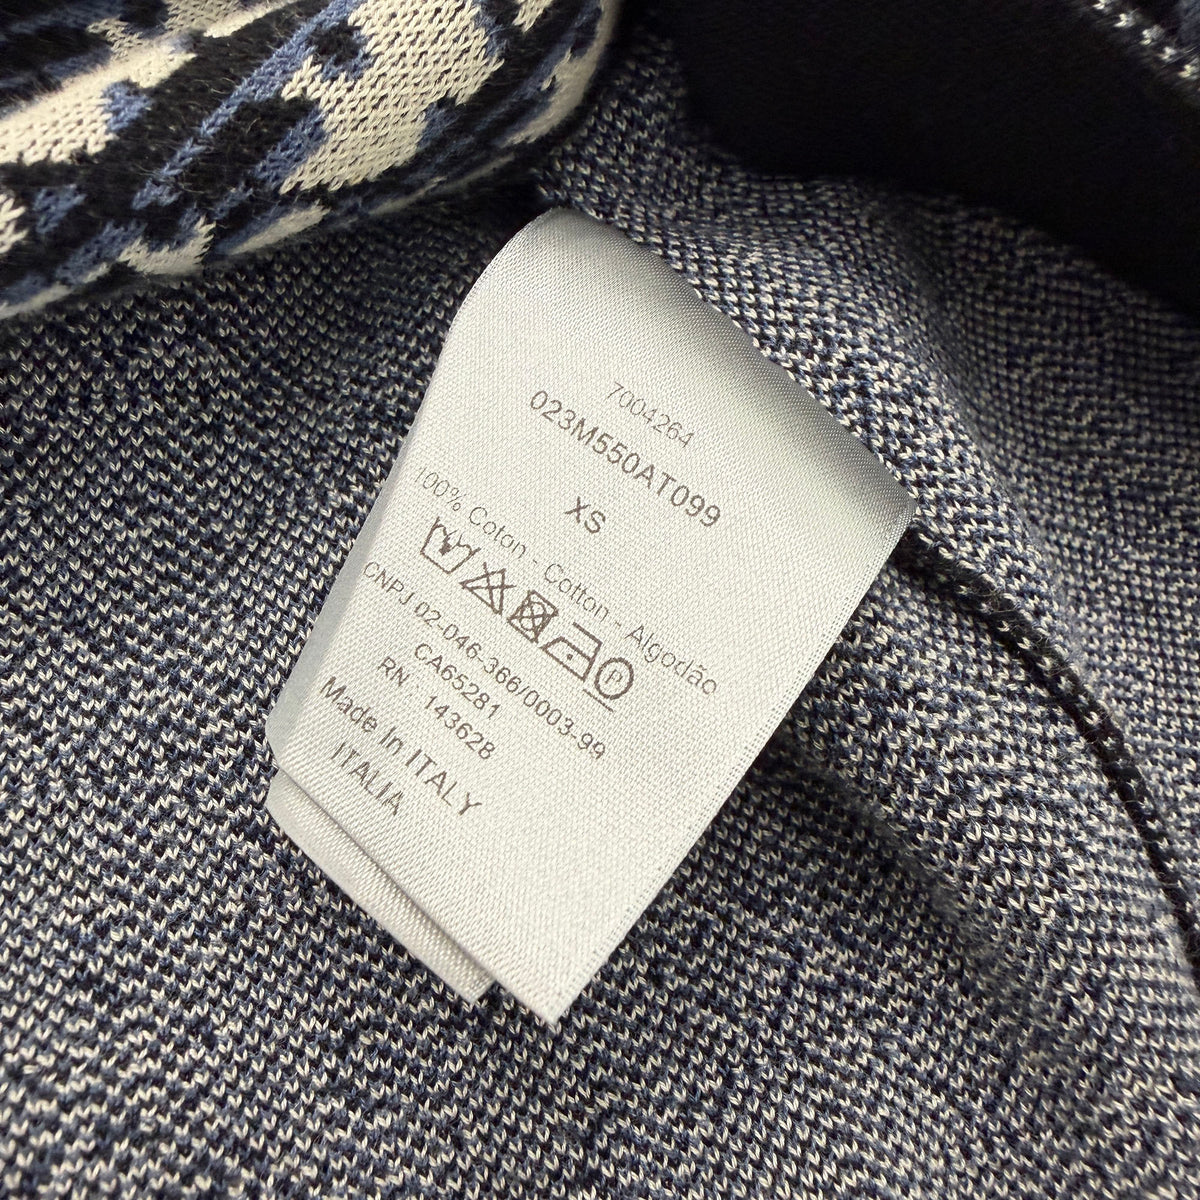 7004264
023M550AT099
XS
100% Coton - Cotton - Algodão
P
CNPJ 02-046-366/0003-99
CA65281
RN : 143628
Made In ITALY
ITALIA